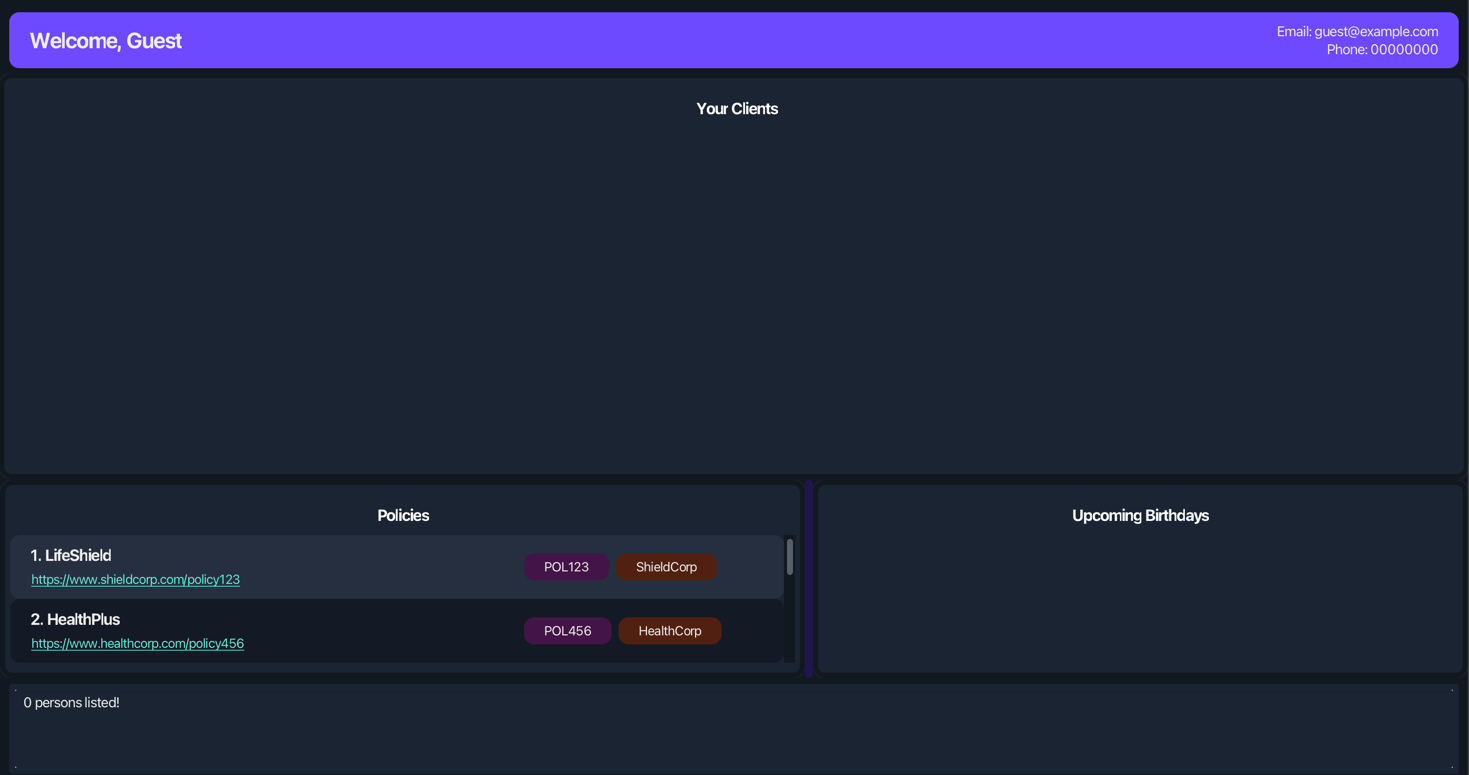 Welcome, Guest
Email: guest@example.com
Phone: 00000000
Your Clients
Policies
1. LifeShield
https://www.shieldcorp.com/policy123
POL123
ShieldCorp
2. HealthPlus
https://www.healthcorp.com/policy456
POL456
HealthCorp
Upcoming Birthdays
0 persons listed!